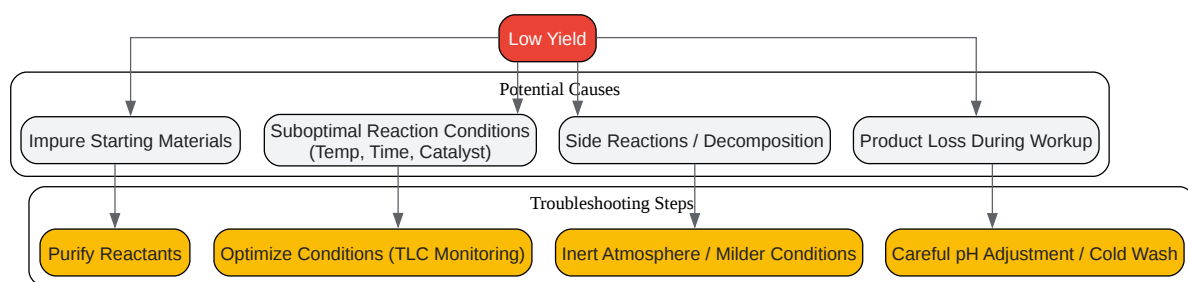 Low Yield
Potential Causes
Impure Starting Materials
Suboptimal Reaction Conditions
(Temp, Time, Catalyst)
Side Reactions / Decomposition
Product Loss During Workup
Troubleshooting Steps
Purify Reactants
Optimize Conditions (TLC Monitoring)
Inert Atmosphere / Milder Conditions
Careful pH Adjustment / Cold Wash